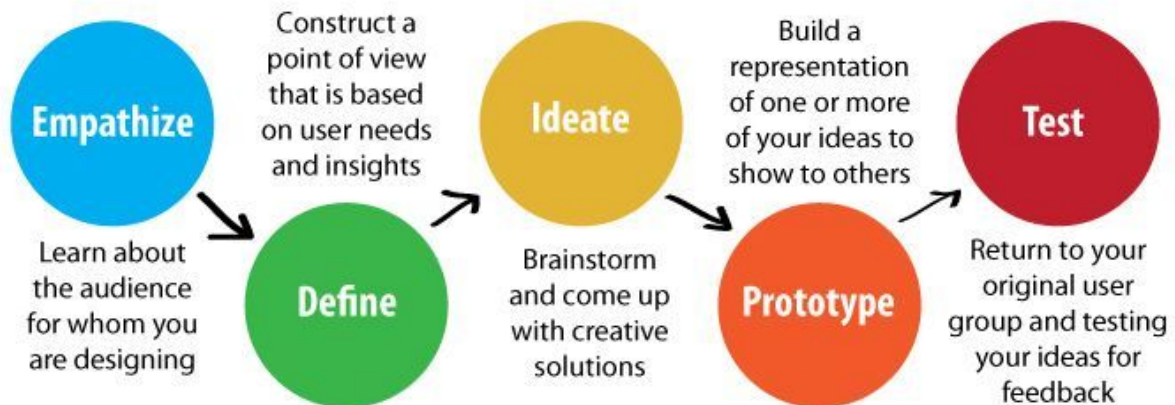 Empathize
Learn about
the audience
for whom you
are designing
Construct a
point of view
that is based
on user needs
and insights
Define
Ideate
Brainstorm
and come up
with creative
solutions
Build a
representation
of one or more
of your ideas to
show to others
Prototype
Test
Return to your
original user
group and testing
your ideas for
feedback